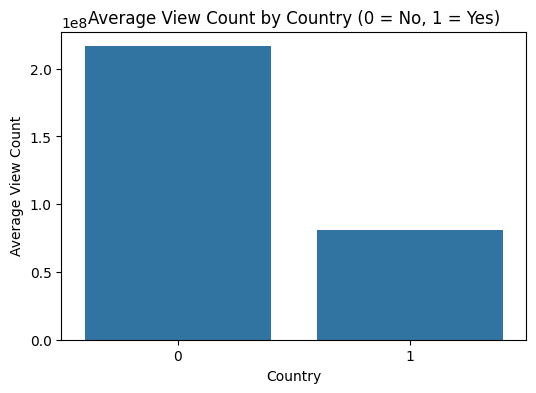 Average View Count by Country (0 = No, 1 = Yes)
1e8
2.0
1.5
1.0
0.5
0.0
Average View Count
0 1
Country